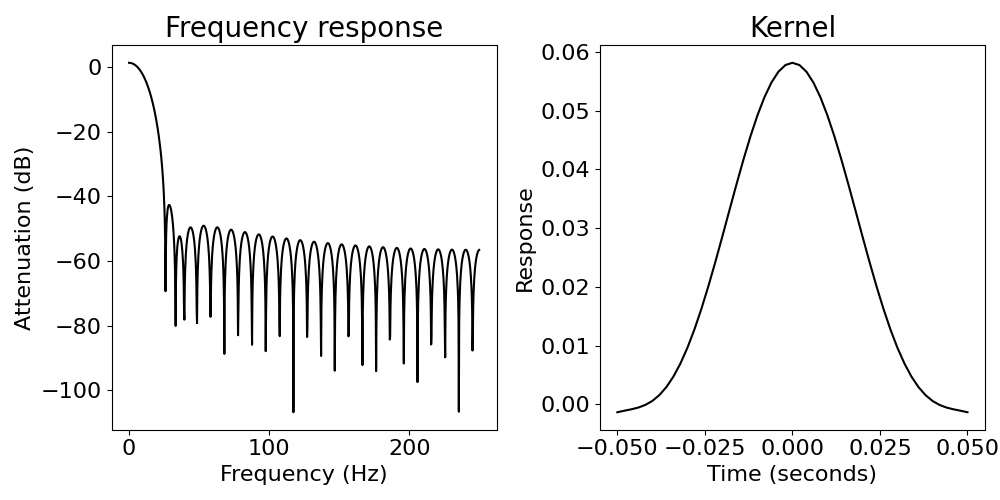 Frequency response
Attenuation (dB)
0
−20
−40
−60
−80
−100
0 100 200
Frequency (Hz)
Kernel
Response
0.06
0.05
0.04
0.03
0.02
0.01
0.00
−0.050 −0.025 0.000 0.025 0.050
Time (seconds)